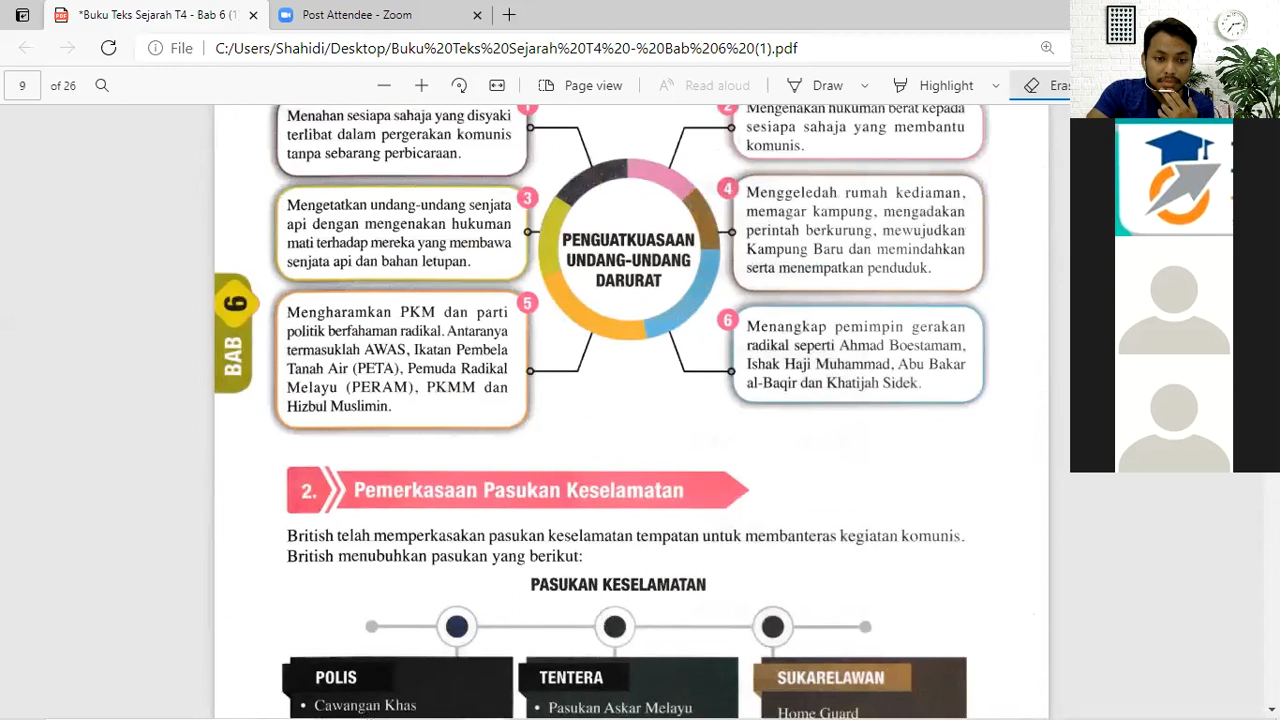 *Buku Teks Sejarah T4 - Bab 6 (1
Post Attendee - Zoom
File
C:/Users/Shahidi/Desktop/Buku%20Teks%20Sejarah%20T4%20-%20Bab%206%20(1).pdf
9 of 26
Page view
Read aloud
Draw
Highlight
Eras
1
Menahan sesiapa sahaja yang disyaki
terlibat dalam pergerakan komunis
tanpa sebarang perbicaraan.
2
Mengenakan hukuman berat kepada
sesiapa sahaja yang membantu
komunis.
3
Mengetatkan undang-undang senjata
api dengan mengenakan hukuman
mati terhadap mereka yang membawa
senjata api dan bahan letupan.
4
Menggeledah rumah kediaman,
memagar kampung, mengadakan
perintah berkurung, mewujudkan
Kampung Baru dan memindahkan
serta menempatkan penduduk.
PENGUATKUASAAN
UNDANG-UNDANG
DARURAT
5
Mengharamkan PKM dan parti
politik berfahaman radikal. Antaranya
termasuklah AWAS, Ikatan Pembela
Tanah Air (PETA), Pemuda Radikal
Melayu (PERAM), PKMM dan
Hizbul Muslimin.
6
Menangkap pemimpin gerakan
radikal seperti Ahmad Boestamam,
Ishak Haji Muhammad, Abu Bakar
al-Baqir dan Khatijah Sidek.
BAB 6
2. Pemerkasaan Pasukan Keselamatan
British telah memperkasakan pasukan keselamatan tempatan untuk membanteras kegiatan komunis.
British menubuhkan pasukan yang berikut:
PASUKAN KESELAMATAN
POLIS
• Cawangan Khas
TENTERA
• Pasukan Askar Melayu
SUKARELAWAN
Home Guard